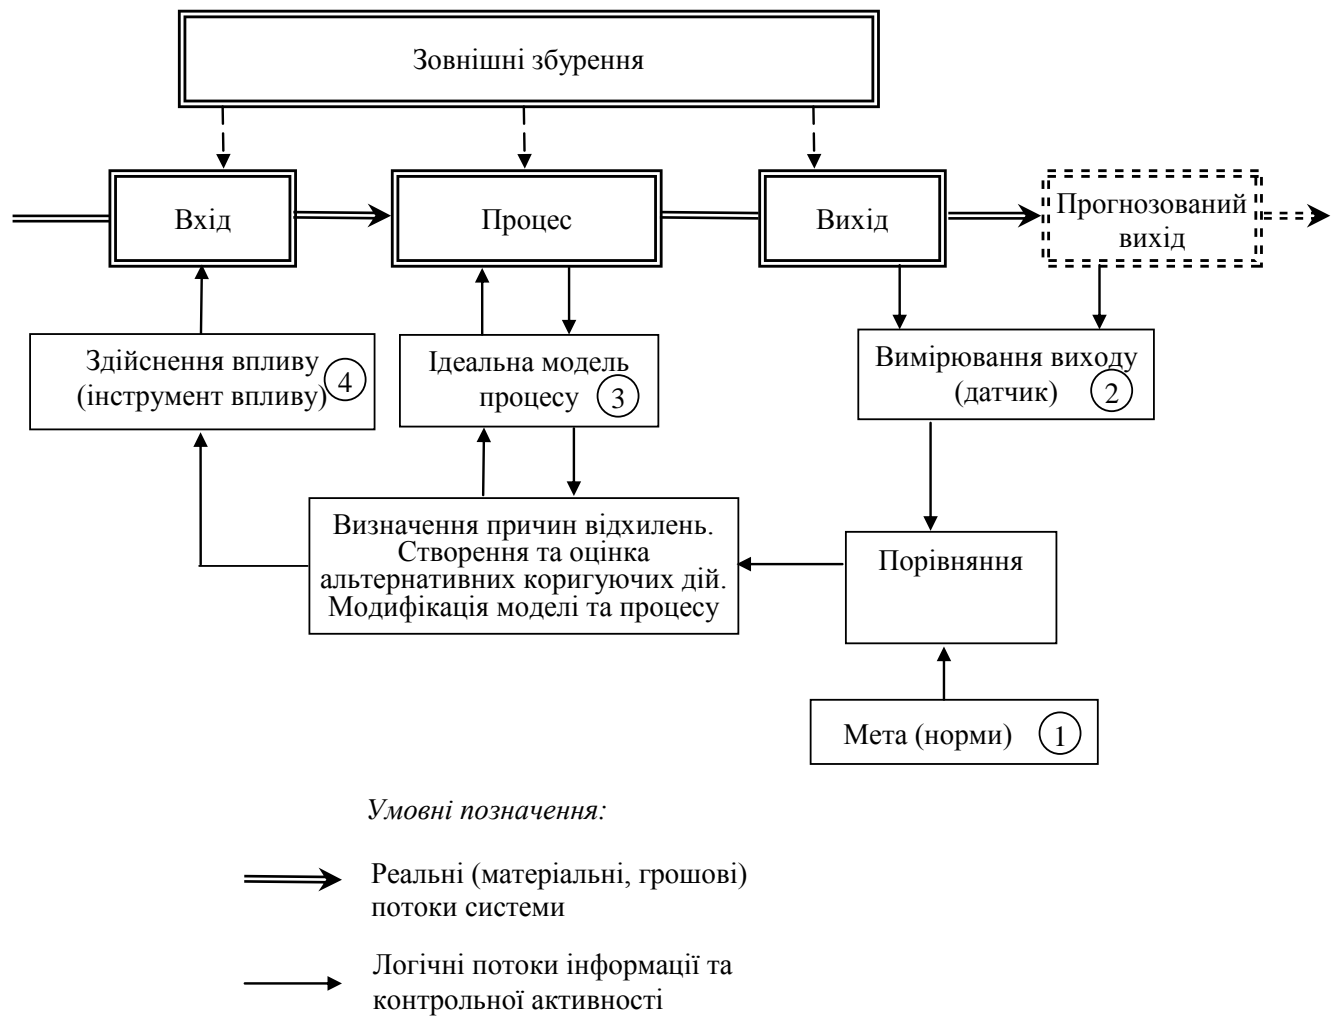 Зовнішні збурення
Вхід
Процес
Вихід
Прогнозований
вихід
Здійснення впливу
(інструмент впливу)
4
Ідеальна модель
процесу
3
Вимірювання виходу
(датчик)
2
Визначення причин відхилень.
Створення та оцінка
альтернативних коригуючих дій.
Модифікація моделі та процесу
Порівняння
Мета (норми)
1
Умовні позначення:
Реальні (матеріальні, грошові)
потоки системи
Логічні потоки інформації та
контрольної активності